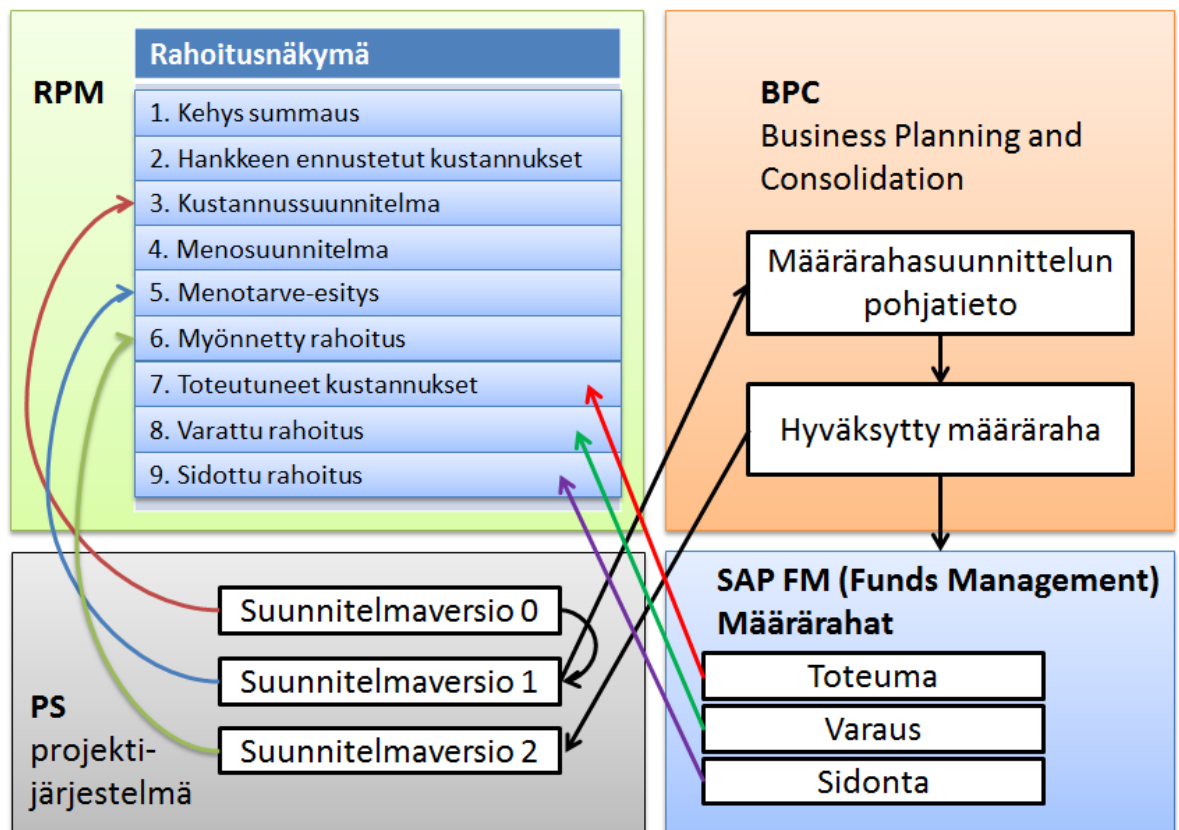 RPM
Rahoitusnäkymä
1. Kehys summaus
2. Hankkeen ennustetut kustannukset
3. Kustannussuunnitelma
4. Menosuunnitelma
5. Menotarve-esitys
6. Myönnetty rahoitus
7. Toteutuneet kustannukset
8. Varattu rahoitus
9. Sidottu rahoitus
BPC
Business Planning and
Consolidation
Määrärahasuunnittelun
pohjatieto
Hyväksytty määräraha
PS
projekti-
järjestelmä
Suunnitelmaversio 0
Suunnitelmaversio 1
Suunnitelmaversio 2
SAP FM (Funds Management)
Määrärahat
Toteuma
Varaus
Sidonta